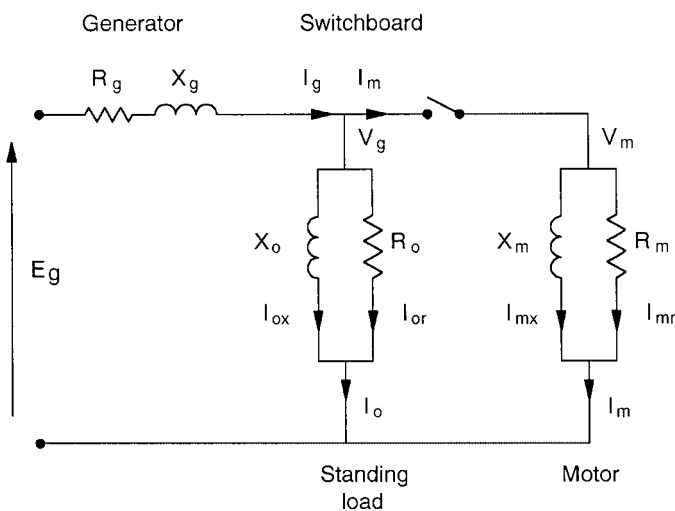 Generator
Switchboard
Rg
Xg
Ig
Im
Vg
Vm
Xo
Ro
Xm
Rm
Eg
Iox
Ior
Imx
Imr
Io
Im
Standing
load
Motor